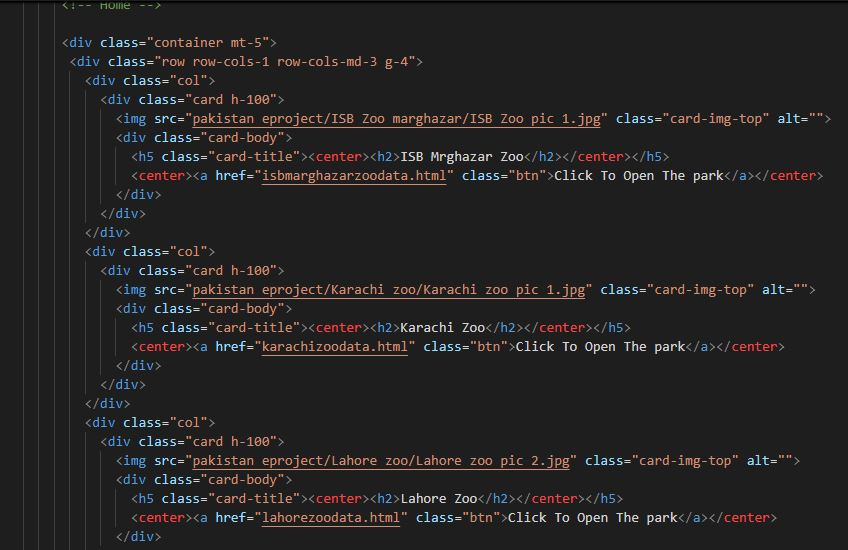 <!-- Home -->
<div class="container mt-5">
<div class="row row-cols-1 row-cols-md-3 g-4">
<div class="col">
<div class="card h-100">
<img src="pakistan eproject/ISB Zoo marghazar/ISB Zoo pic 1.jpg" class="card-img-top" alt="">
<div class="card-body">
<h5 class="card-title"><center><h2>ISB Mrghazar Zoo</h2></center></h5>
<center><a href="isbmarghazarzoodata.html" class="btn">Click To Open The park</a></center>
</div>
</div>
</div>
<div class="col">
<div class="card h-100">
<img src="pakistan eproject/Karachi zoo/Karachi zoo pic 1.jpg" class="card-img-top" alt="">
<div class="card-body">
<h5 class="card-title"><center><h2>Karachi Zoo</h2></center></h5>
<center><a href="karachizoodata.html" class="btn">Click To Open The park</a></center>
</div>
</div>
</div>
<div class="col">
<div class="card h-100">
<img src="pakistan eproject/Lahore zoo/Lahore zoo pic 2.jpg" class="card-img-top" alt="">
<div class="card-body">
<h5 class="card-title"><center><h2>Lahore Zoo</h2></center></h5>
<center><a href="lahorezoodata.html" class="btn">Click To Open The park</a></center>
</div>